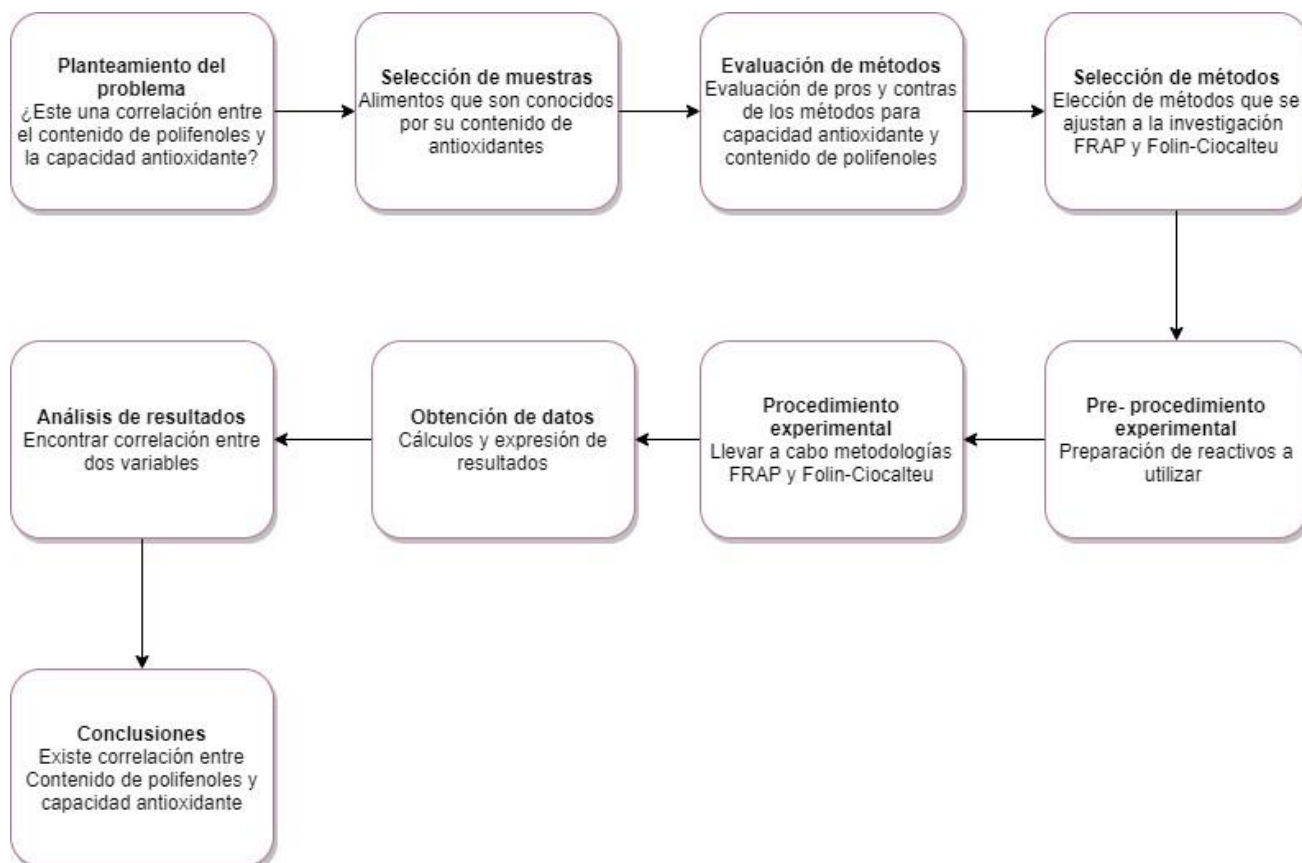 Planteamiento del
problema
¿Este una correlación entre
el contenido de polifenoles y
la capacidad antioxidante?
Selección de muestras
Alimentos que son conocidos
por su contenido de
antioxidantes
Evaluación de métodos
Evaluación de pros y contras
de los métodos para
capacidad antioxidante y
contenido de polifenoles
Selección de métodos
Elección de métodos que se
ajustan a la investigación
FRAP y Folin-Ciocalteu
Pre- procedimiento
experimental
Preparación de reactivos a
utilizar
Procedimiento
experimental
Llevar a cabo metodologías
FRAP y Folin-Ciocalteu
Obtención de datos
Cálculos y expresión de
resultados
Análisis de resultados
Encontrar correlación entre
dos variables
Conclusiones
Existe correlación entre
Contenido de polifenoles y
capacidad antioxidante